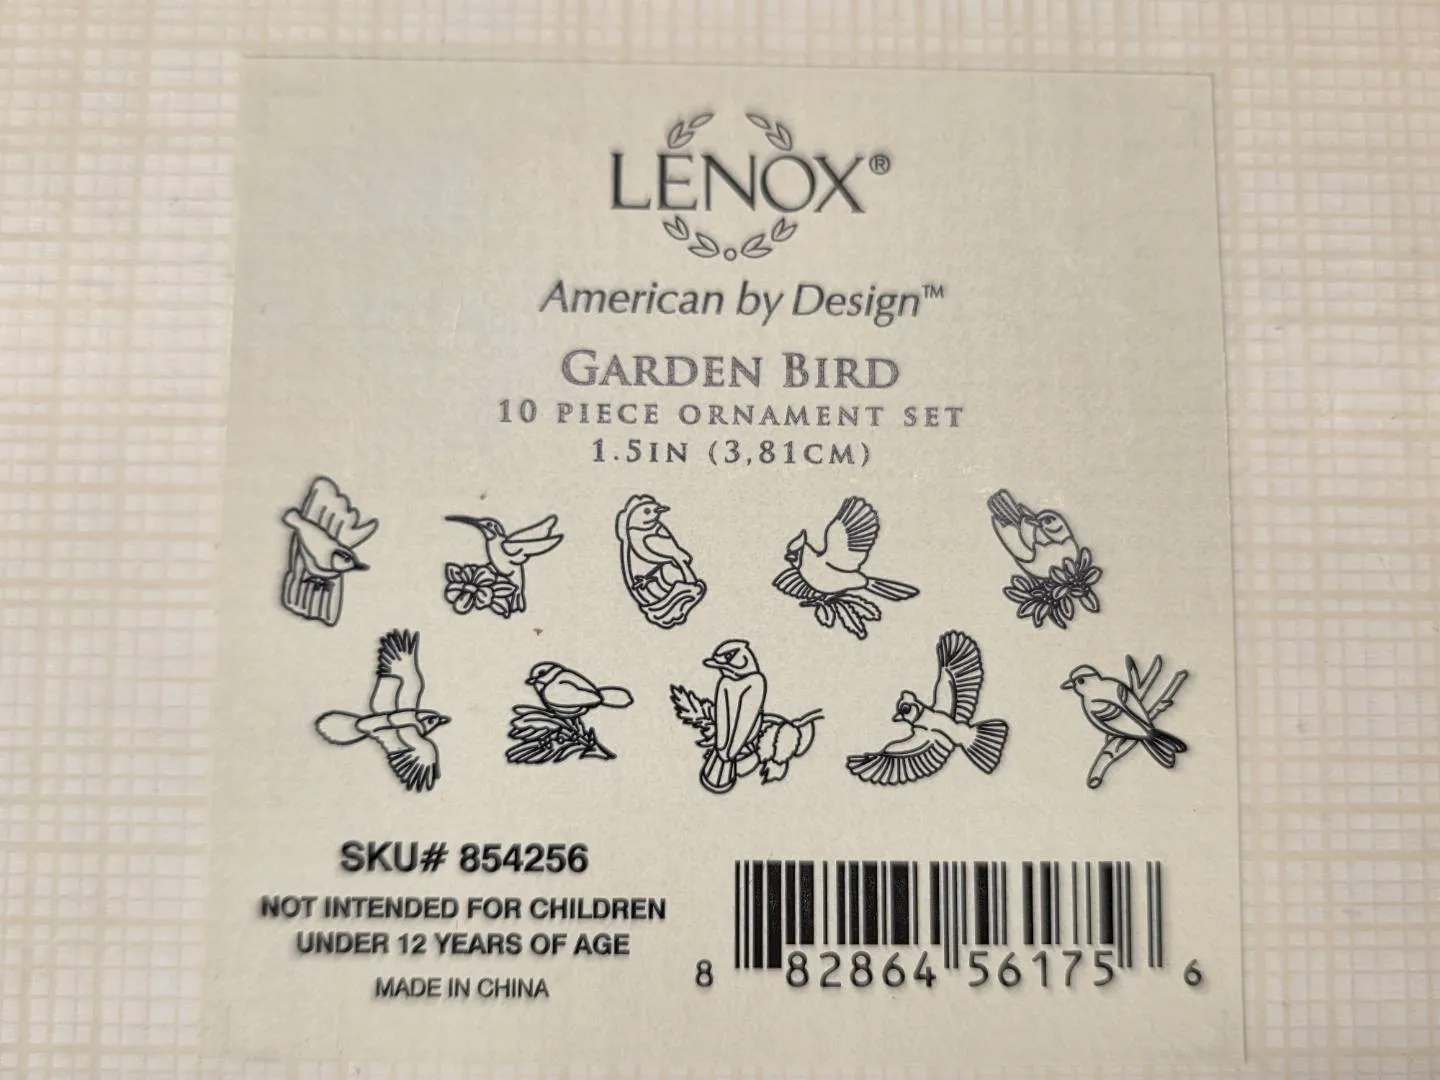 LENOX®
American by Design™
GARDEN BIRD
10 PIECE ORNAMENT SET
1.5IN (3,81CM)
SKU# 854256
NOT INTENDED FOR CHILDREN
UNDER 12 YEARS OF AGE
MADE IN CHINA
8 82864 56175 6